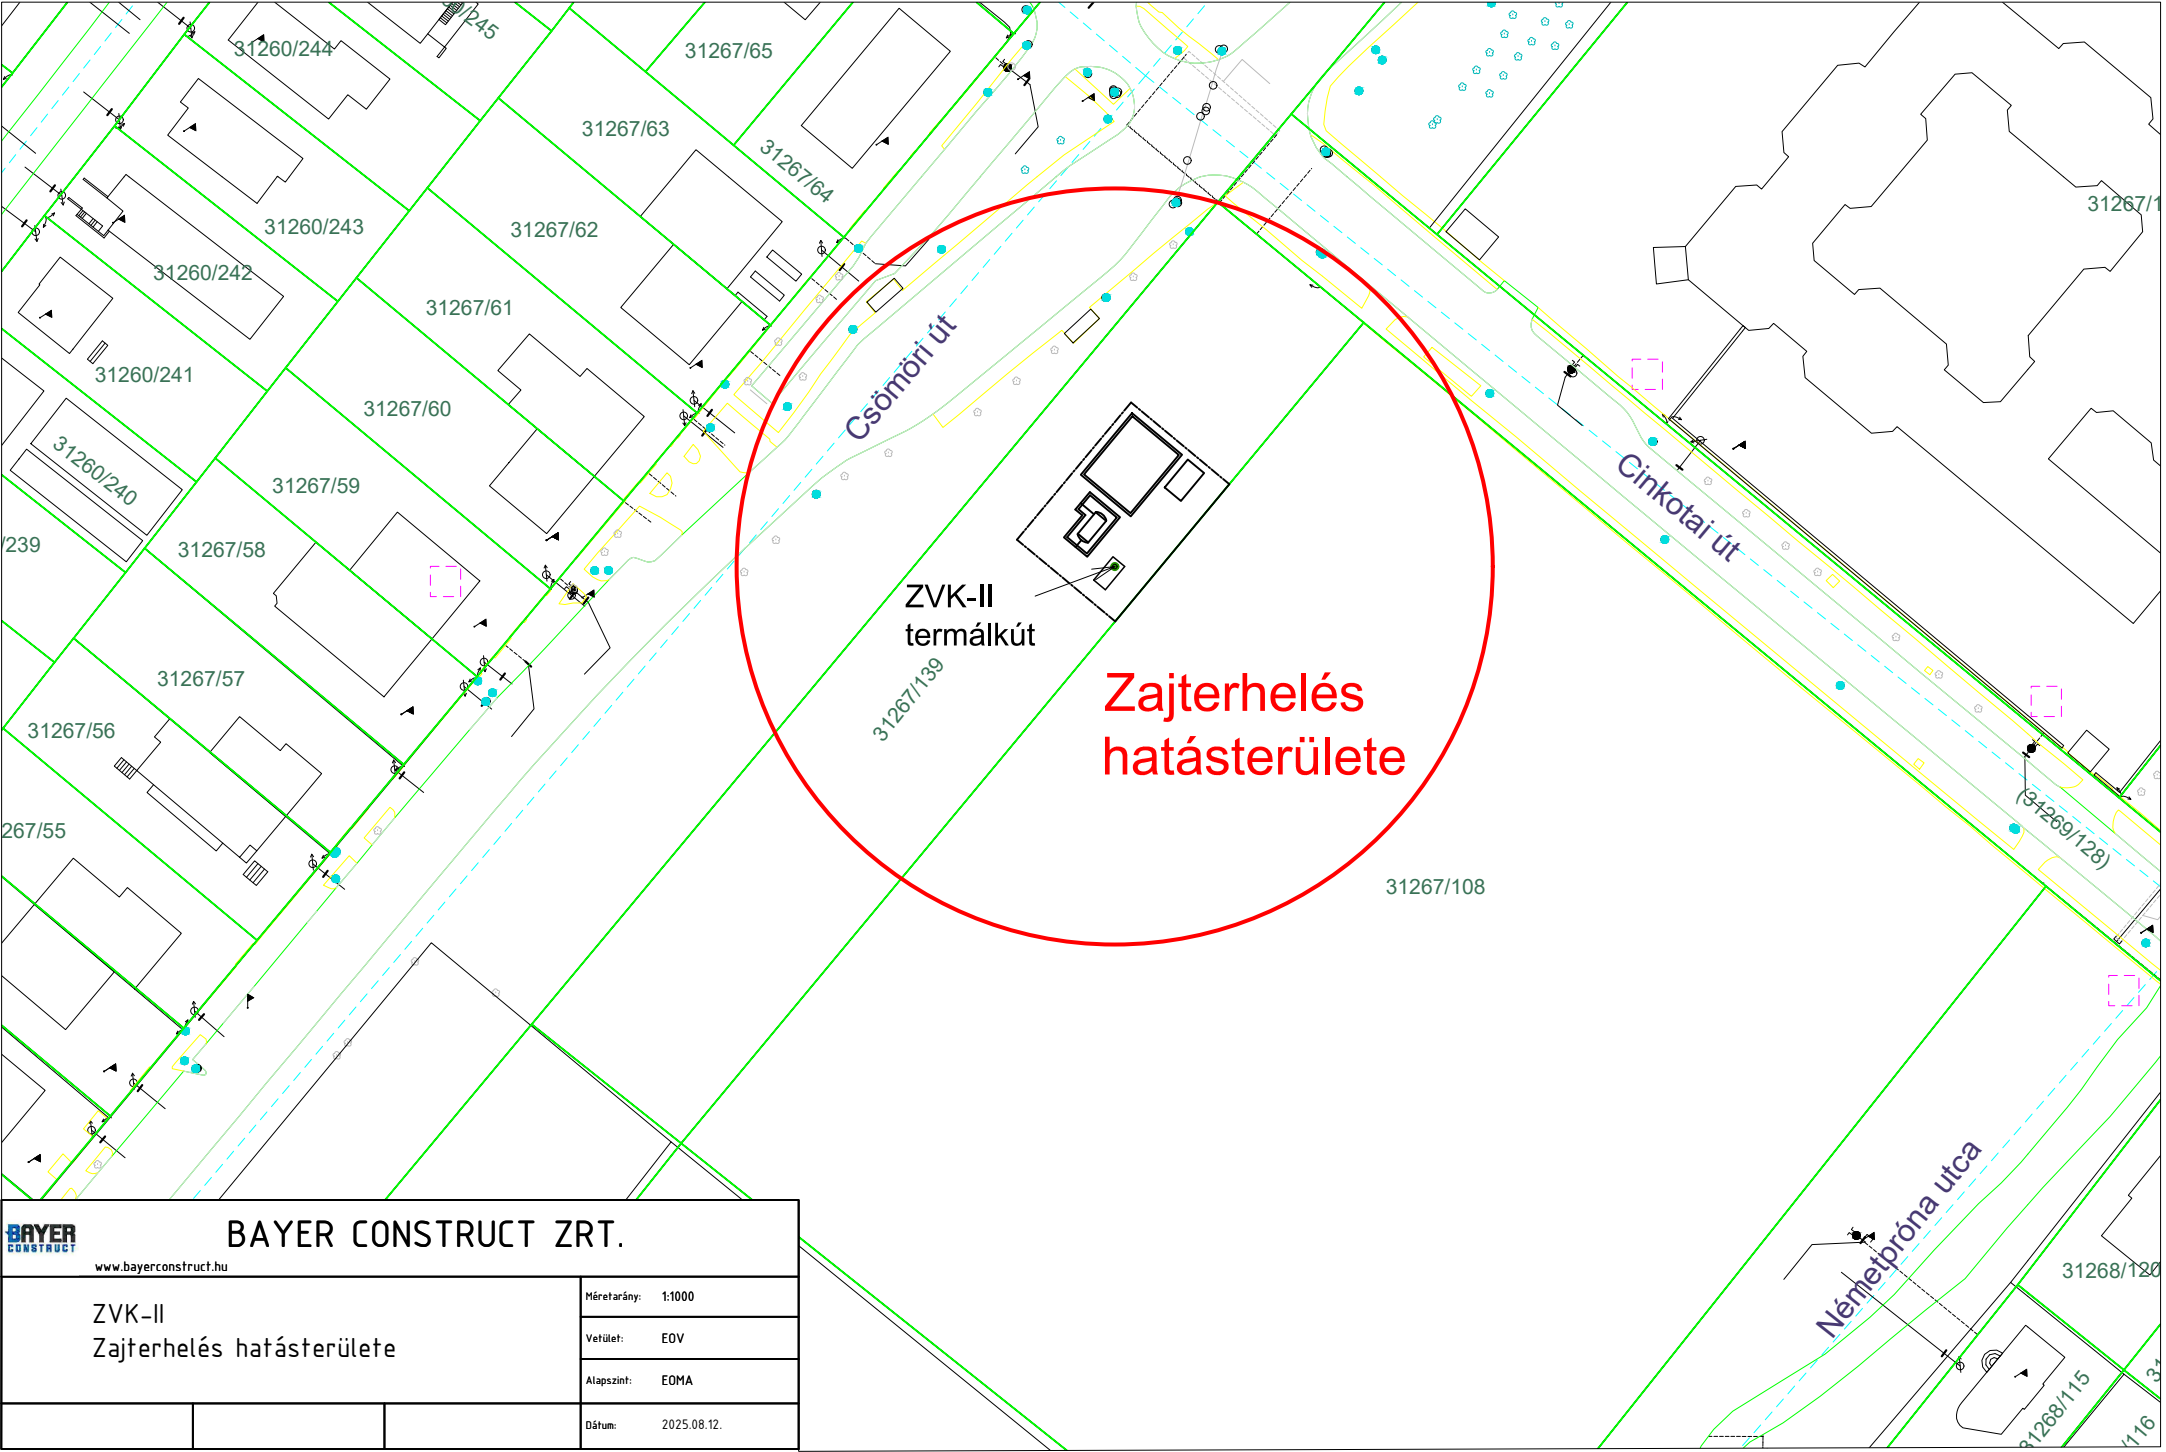 31260/244
31267/65
31267/63
31267/64
31260/243
31267/62
31260/242
31267/61
31260/241
31267/60
31260/240
31267/59
/239
31267/58
31267/57
31267/56
267/55
Csömöri út
Cinkotai út
ZVK-II
termálkút
31267/139
Zajterhelés
hatásterülete
31267/108
(31269/128)
31267/1
Németpróna utca
31268/120
31268/115
/116
BAYER
CONSTRUCT
BAYER CONSTRUCT ZRT.
www.bayerconstruct.hu
ZVK-II
Zajterhelés hatásterülete
Méretarány: 1:1000
Vetület: EOV
Alapszint: EOMA
Dátum: 2025.08.12.